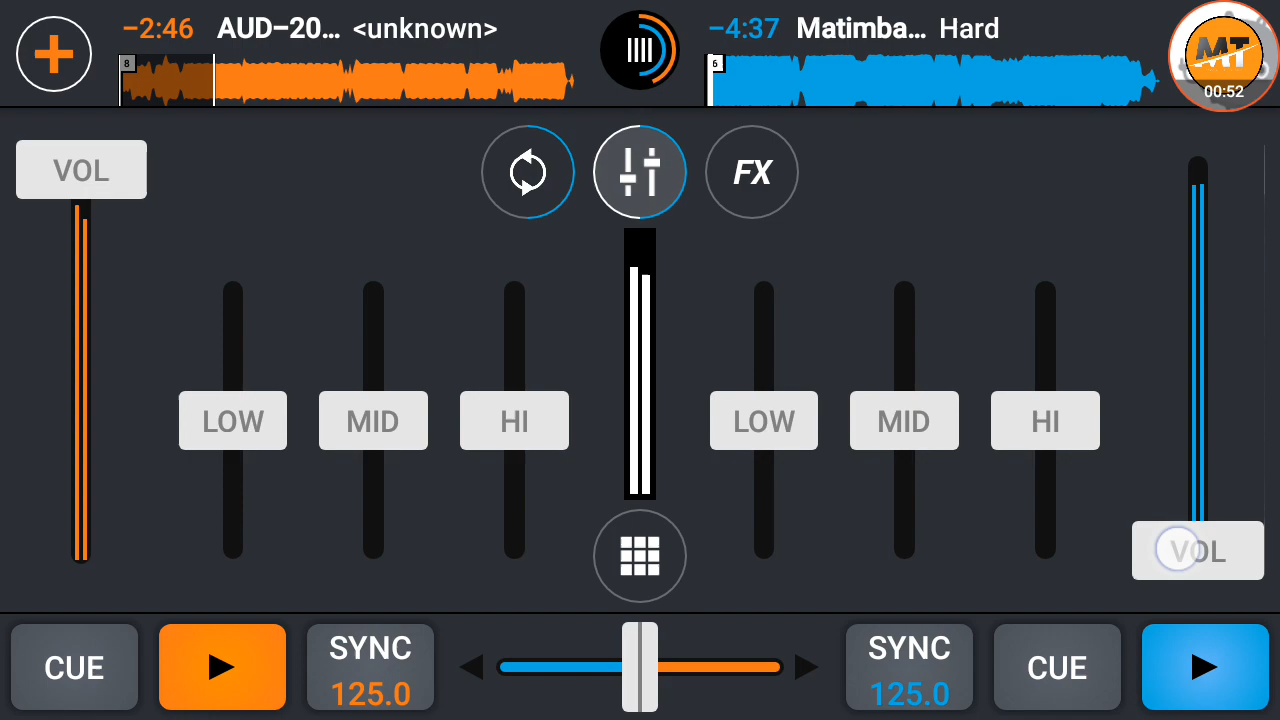 −2:46 AUD−20… <unknown>
8
−4:37 Matimba… Hard
6
MT
00:52
VOL
FX
LOW MID HI
LOW MID HI
VOL
CUE
SYNC
125.0
SYNC
125.0
CUE